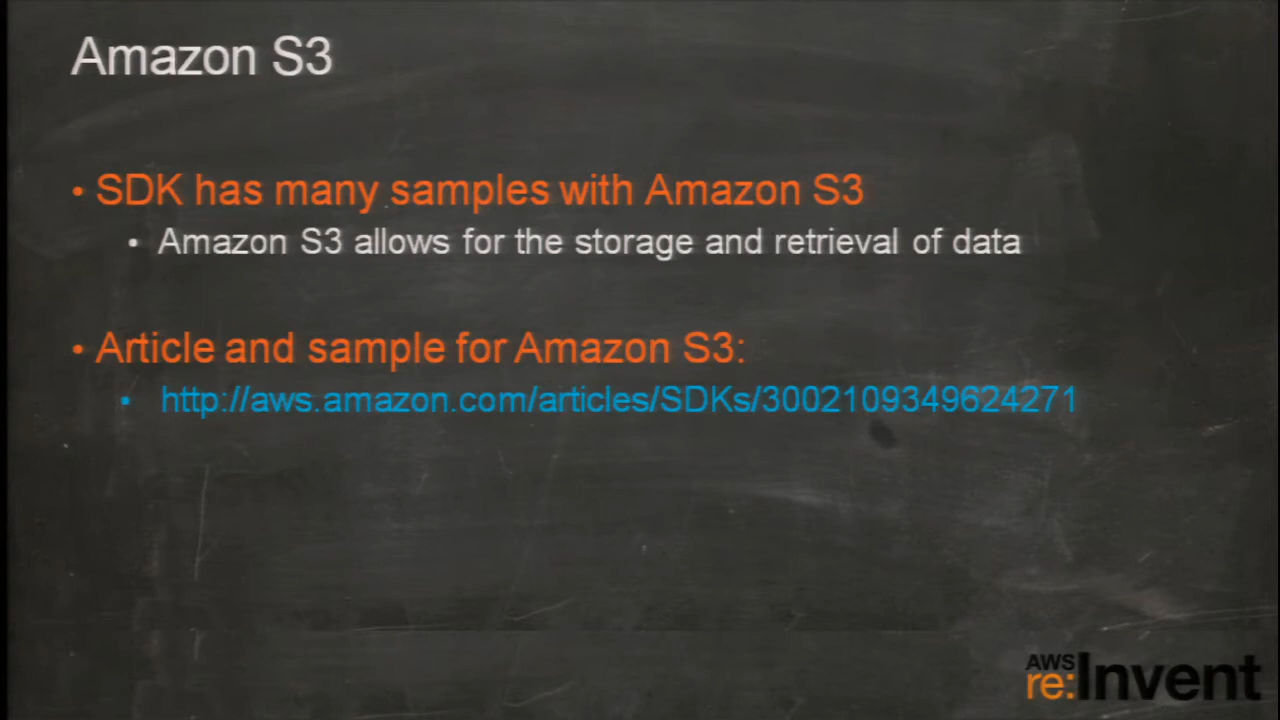 Amazon S3
• SDK has many samples with Amazon S3
• Amazon S3 allows for the storage and retrieval of data
• Article and sample for Amazon S3:
• http://aws.amazon.com/articles/SDKs/3002109349624271
AWS
re:Invent